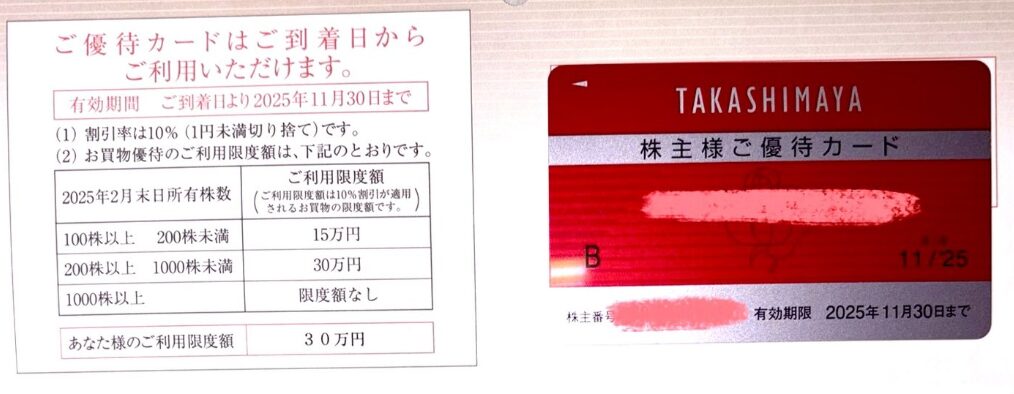 ご優待カードはご到着日から
ご利用いただけます。
有効期間 ご到着日より2025年11月30日まで
(1) 割引率は10% (1円未満切り捨て)です。
(2) お買物優待のご利用限度額は、下記のとおりです。
2025年2月末日所有株数
ご利用限度額
(ご利用限度額は10%割引が適用
されるお買物の限度額です。)
100株以上 200株未満 15万円
200株以上 1000株未満 30万円
1000株以上 限度額なし
あなた様のご利用限度額 30万円
TAKASHIMAYA
株主様ご優待カード
B 11/25
株主番号 有効期限 2025年11月30日まで